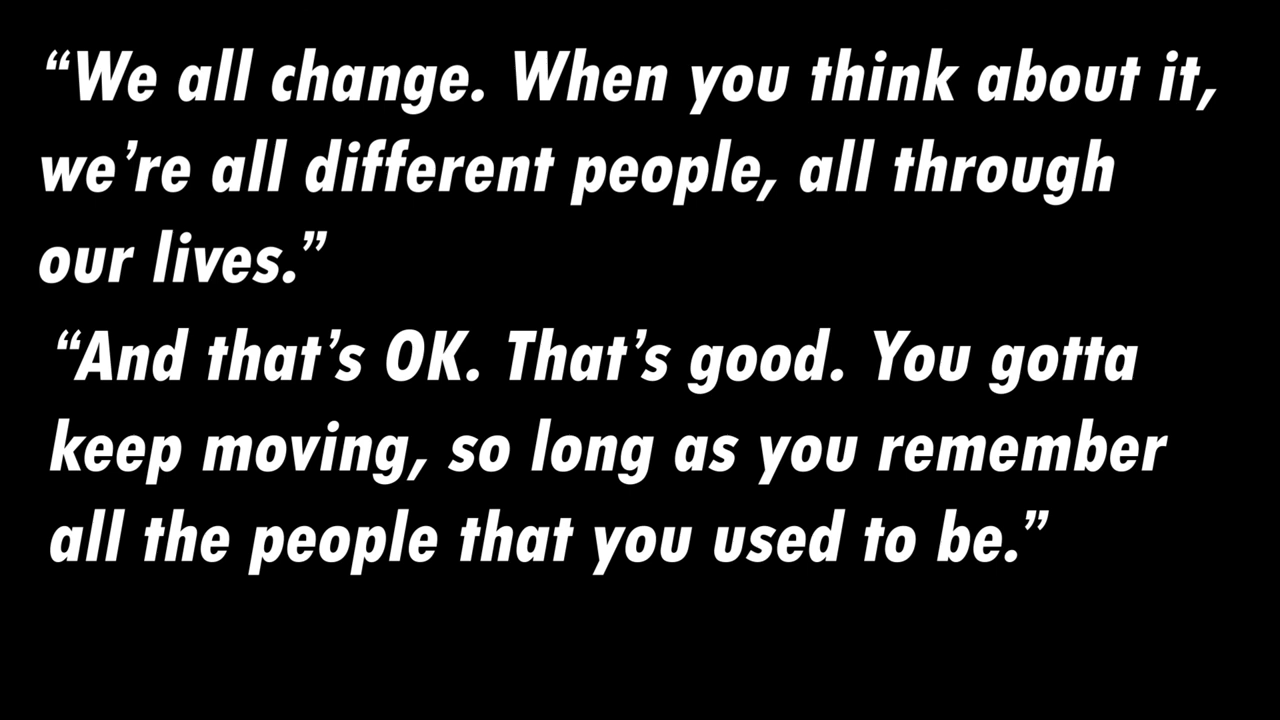 “We all change. When you think about it,
we’re all different people, all through
our lives.”
“And that’s OK. That’s good. You gotta
keep moving, so long as you remember
all the people that you used to be.”